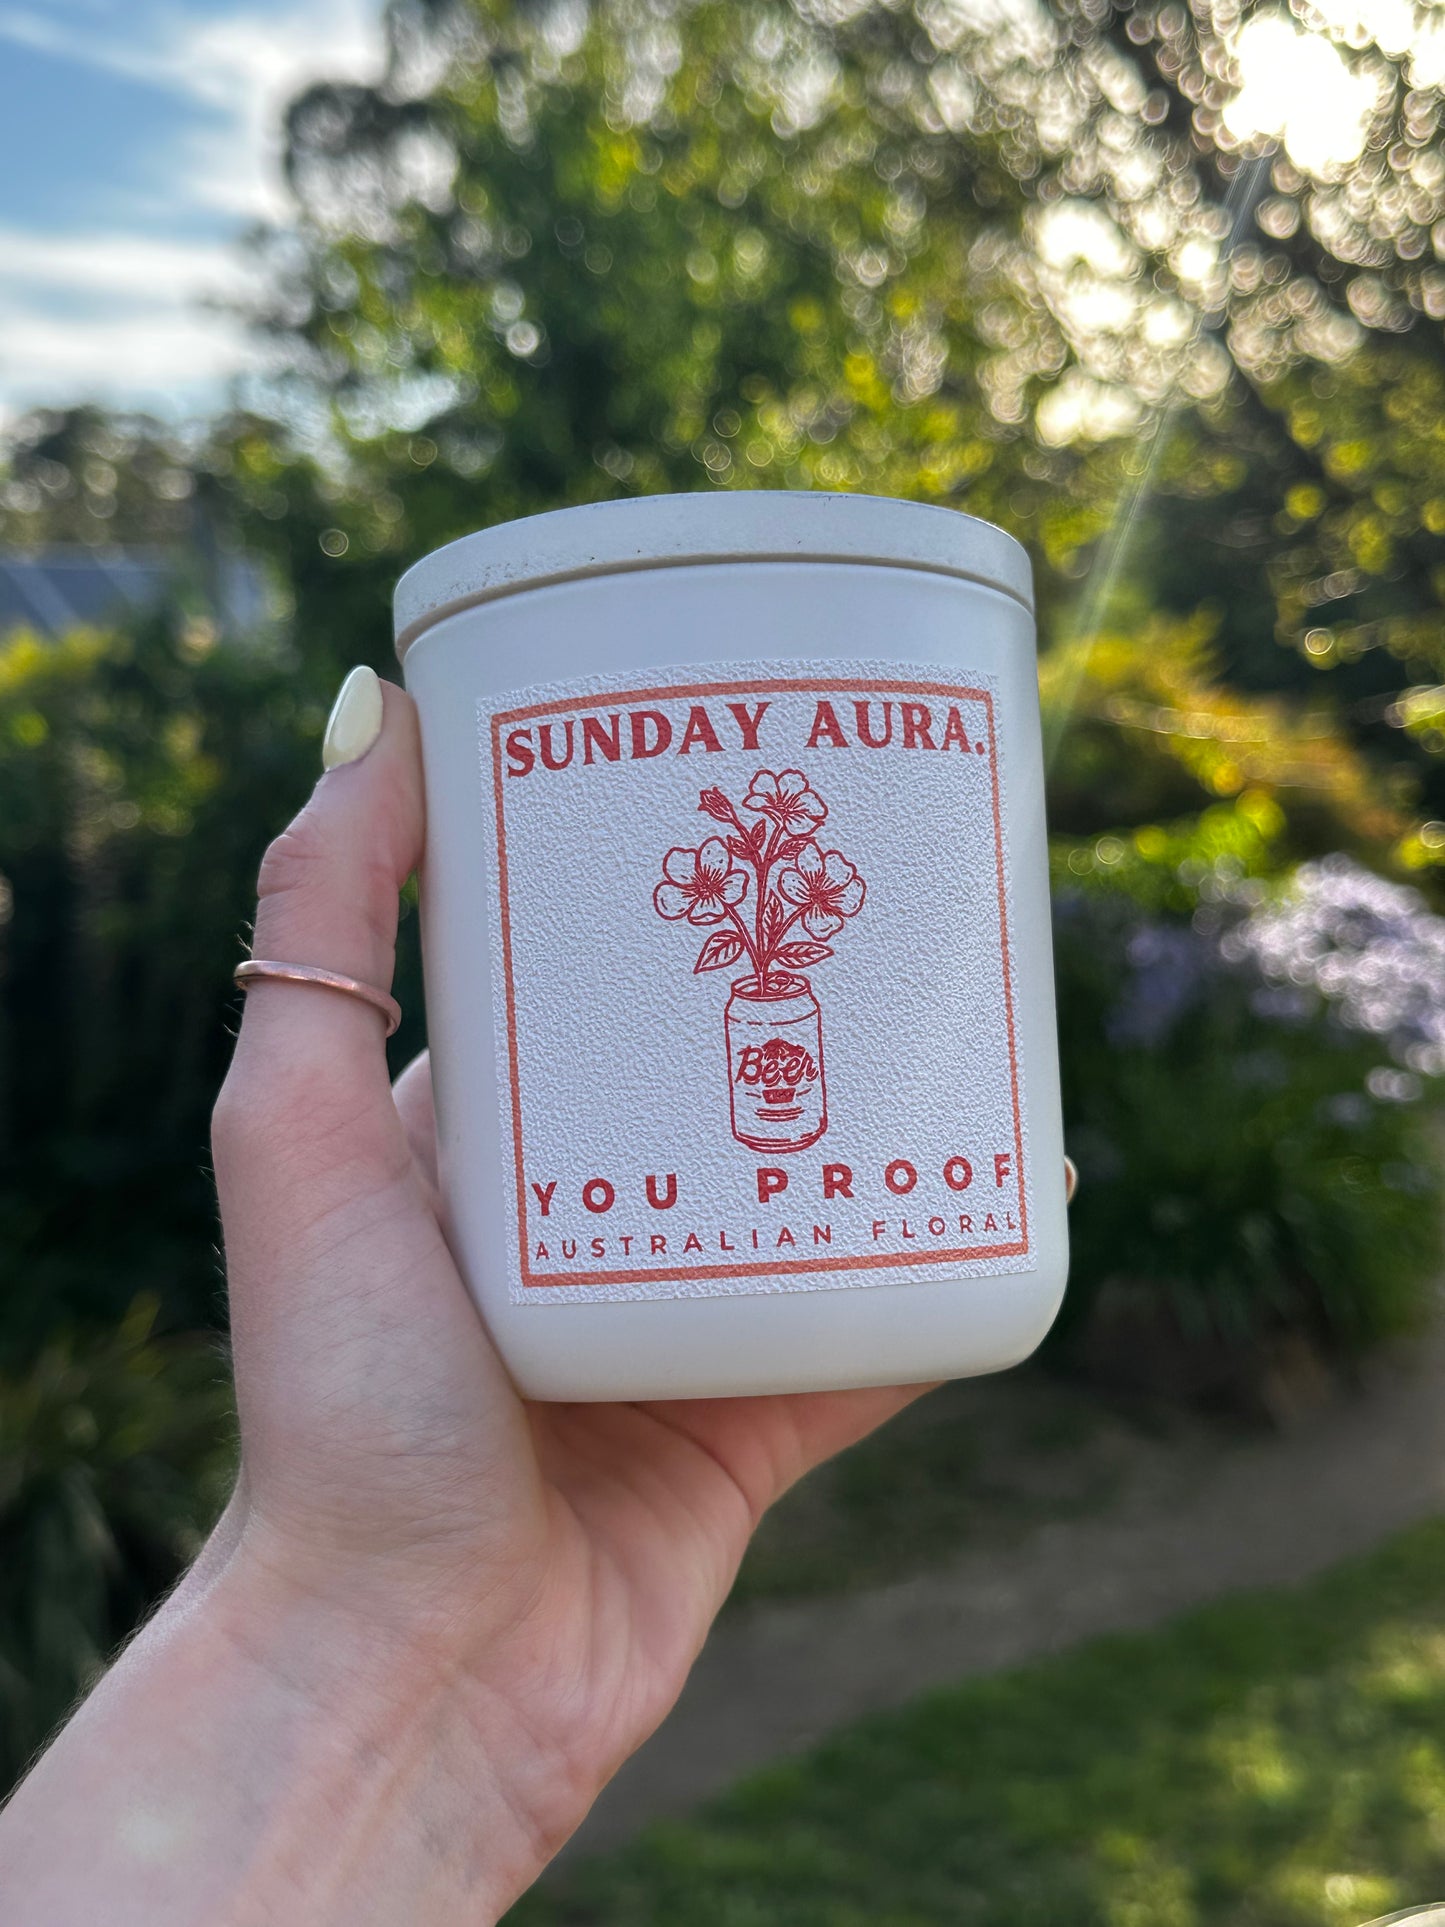 SUNDAY AURA.
Beer
YOU PROOF
AUSTRALIAN FLORAL